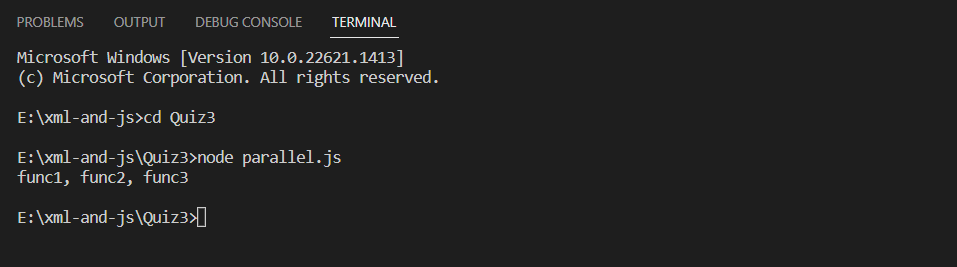 PROBLEMS OUTPUT DEBUG CONSOLE TERMINAL
Microsoft Windows [Version 10.0.22621.1413]
(c) Microsoft Corporation. All rights reserved.
E:\xml-and-js>cd Quiz3
E:\xml-and-js\Quiz3>node parallel.js
func1, func2, func3
E:\xml-and-js\Quiz3>